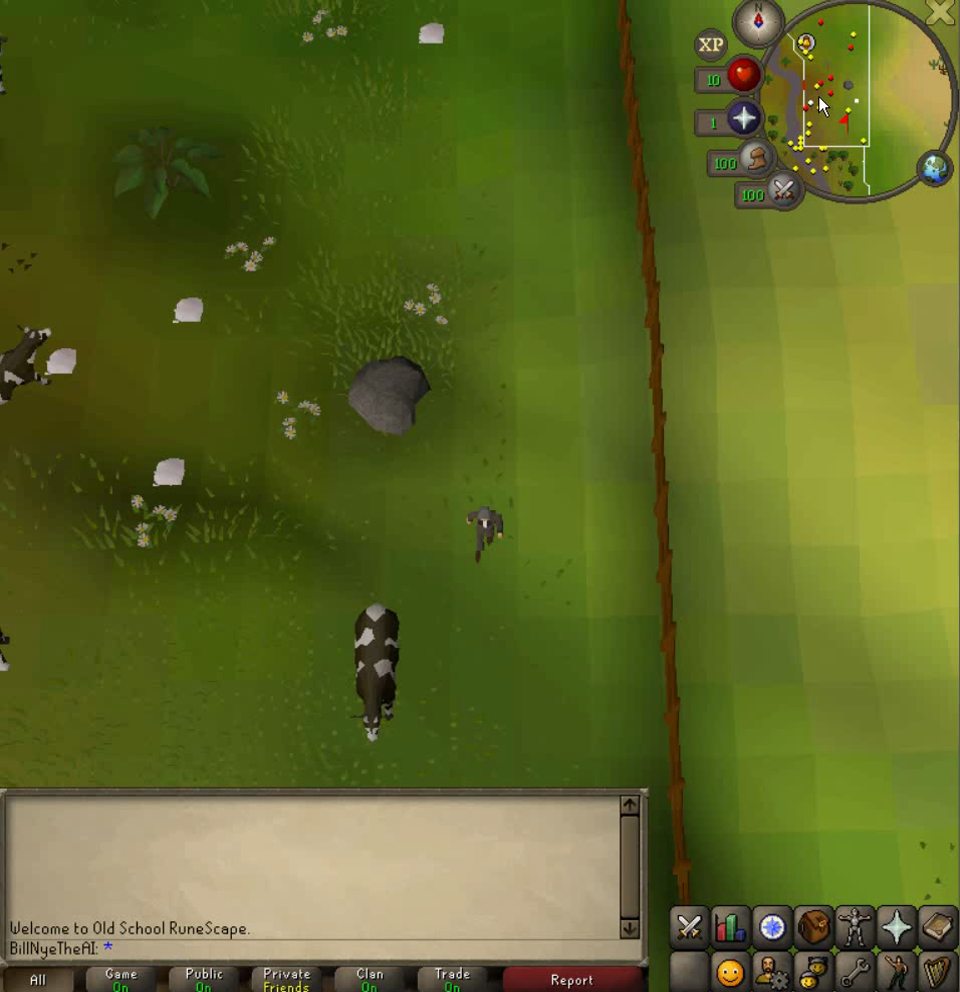 N
XP
10
1
100
100
Welcome to Old School RuneScape.
BillNyeTheAI: *
All
Game
On
Public
On
Private
Friends
Clan
On
Trade
On
Report